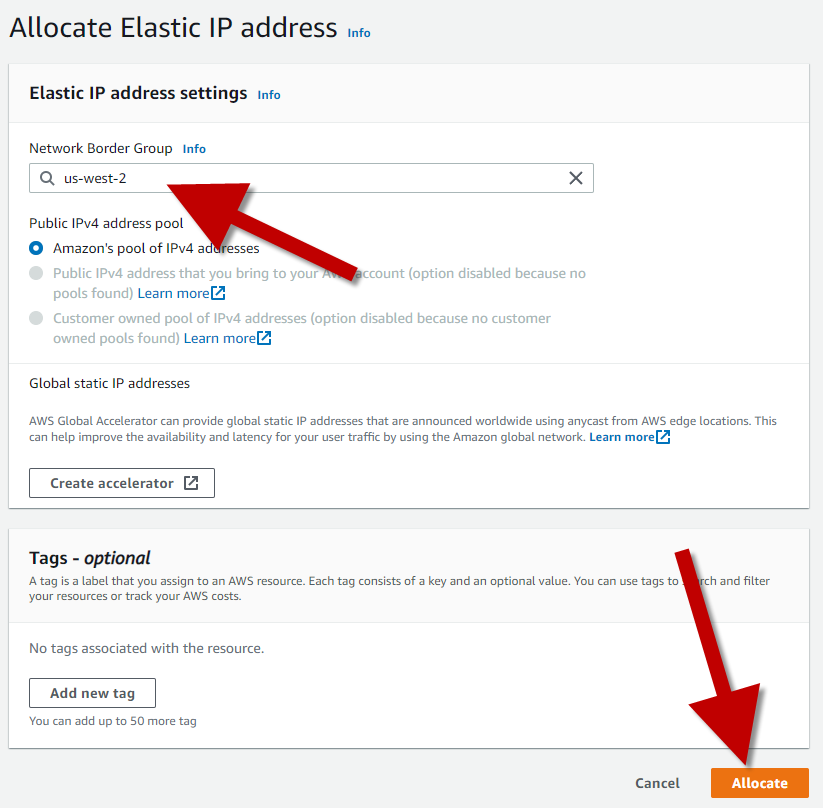 Allocate Elastic IP address Info
Elastic IP address settings Info
Network Border Group Info
us-west-2
Public IPv4 address pool
Amazon's pool of IPv4 addresses
Public IPv4 address that you bring to your account (option disabled because no
pools found) Learn more
Customer owned pool of IPv4 addresses (option disabled because no customer
owned pools found) Learn more
Global static IP addresses
AWS Global Accelerator can provide global static IP addresses that are announced worldwide using anycast from AWS edge locations. This
can help improve the availability and latency for your user traffic by using the Amazon global network. Learn more
Create accelerator
Tags - optional
A tag is a label that you assign to an AWS resource. Each tag consists of a key and an optional value. You can use tags to search and filter
your resources or track your AWS costs.
No tags associated with the resource.
Add new tag
You can add up to 50 more tag
Cancel
Allocate